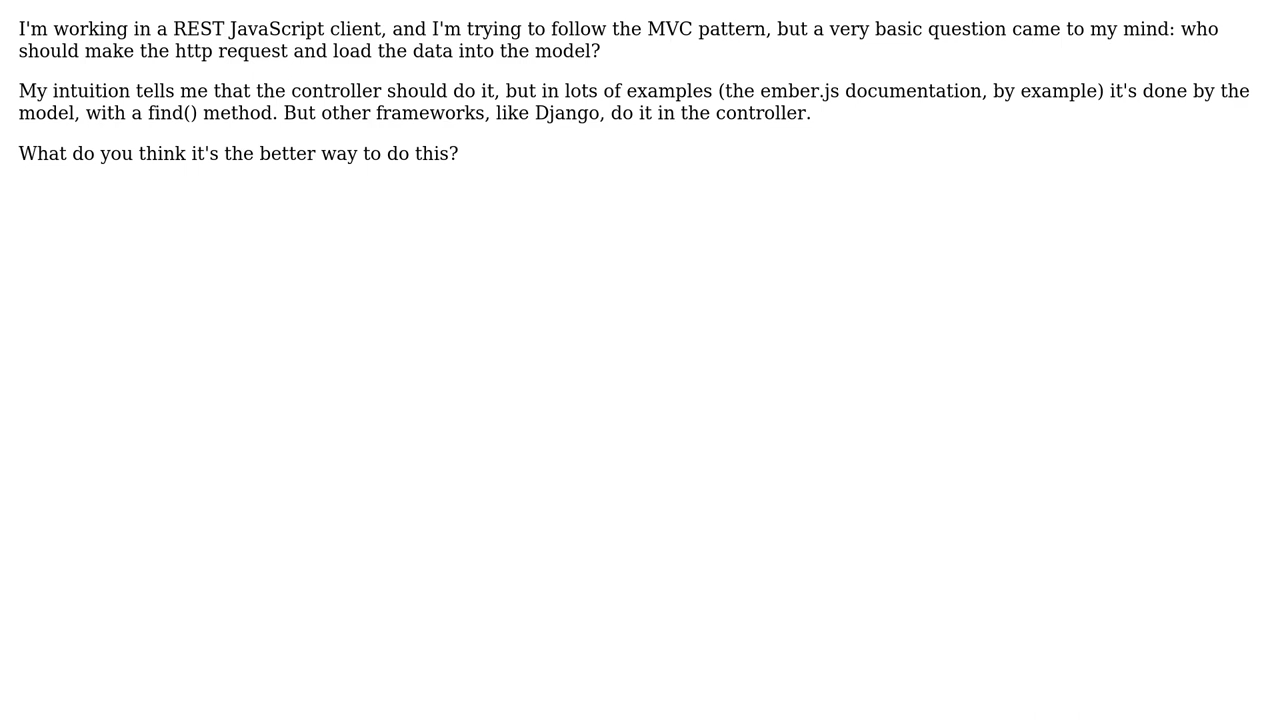 I'm working in a REST JavaScript client, and I'm trying to follow the MVC pattern, but a very basic question came to my mind: who
should make the http request and load the data into the model?
My intuition tells me that the controller should do it, but in lots of examples (the ember.js documentation, by example) it's done by the
model, with a find() method. But other frameworks, like Django, do it in the controller.
What do you think it's the better way to do this?